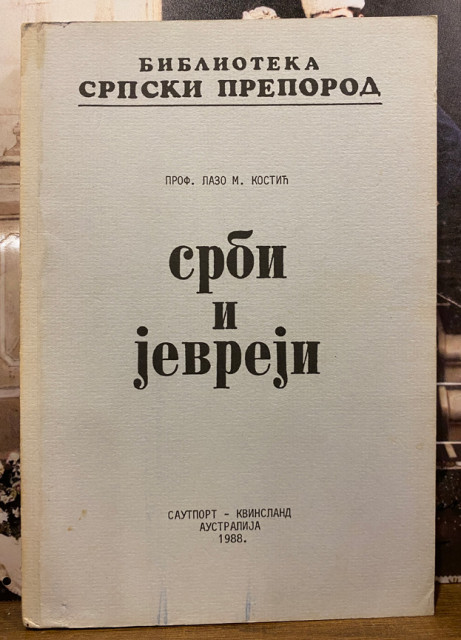 БИБЛИОТЕКА
СРПСКИ ПРЕПОРОД
ПРОФ. ЛАЗО М. КОСТИЋ
срби
и
јевреји
САУТПОРТ - КВИНСЛАНД
АУСТРАЛИЈА
1988.